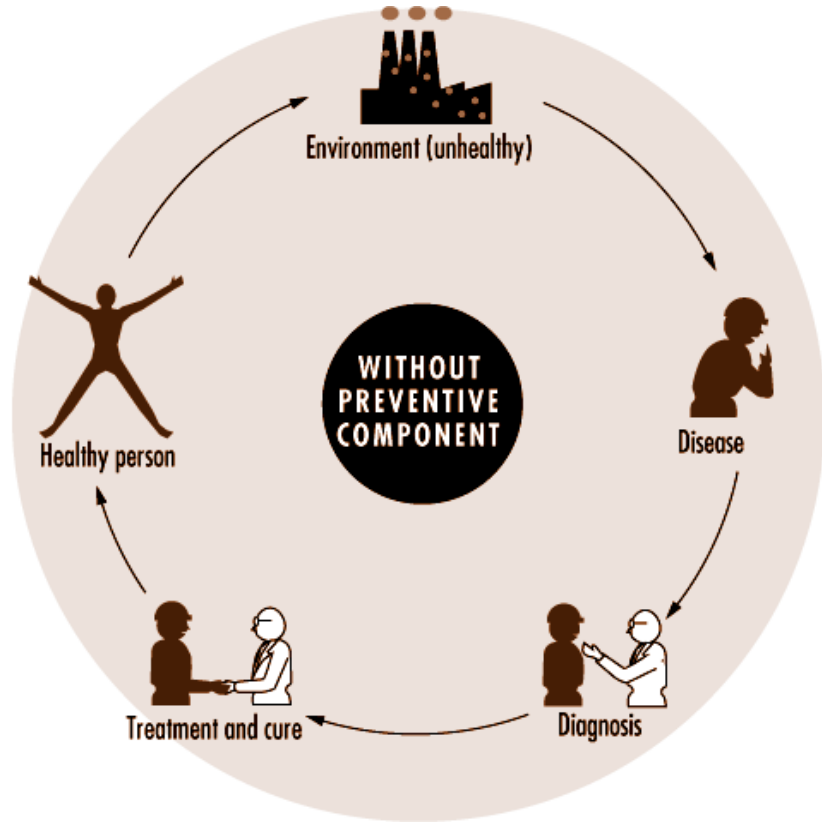 Environment (unhealthy)
WITHOUT
PREVENTIVE
COMPONENT
Disease
Healthy person
Diagnosis
Treatment and cure